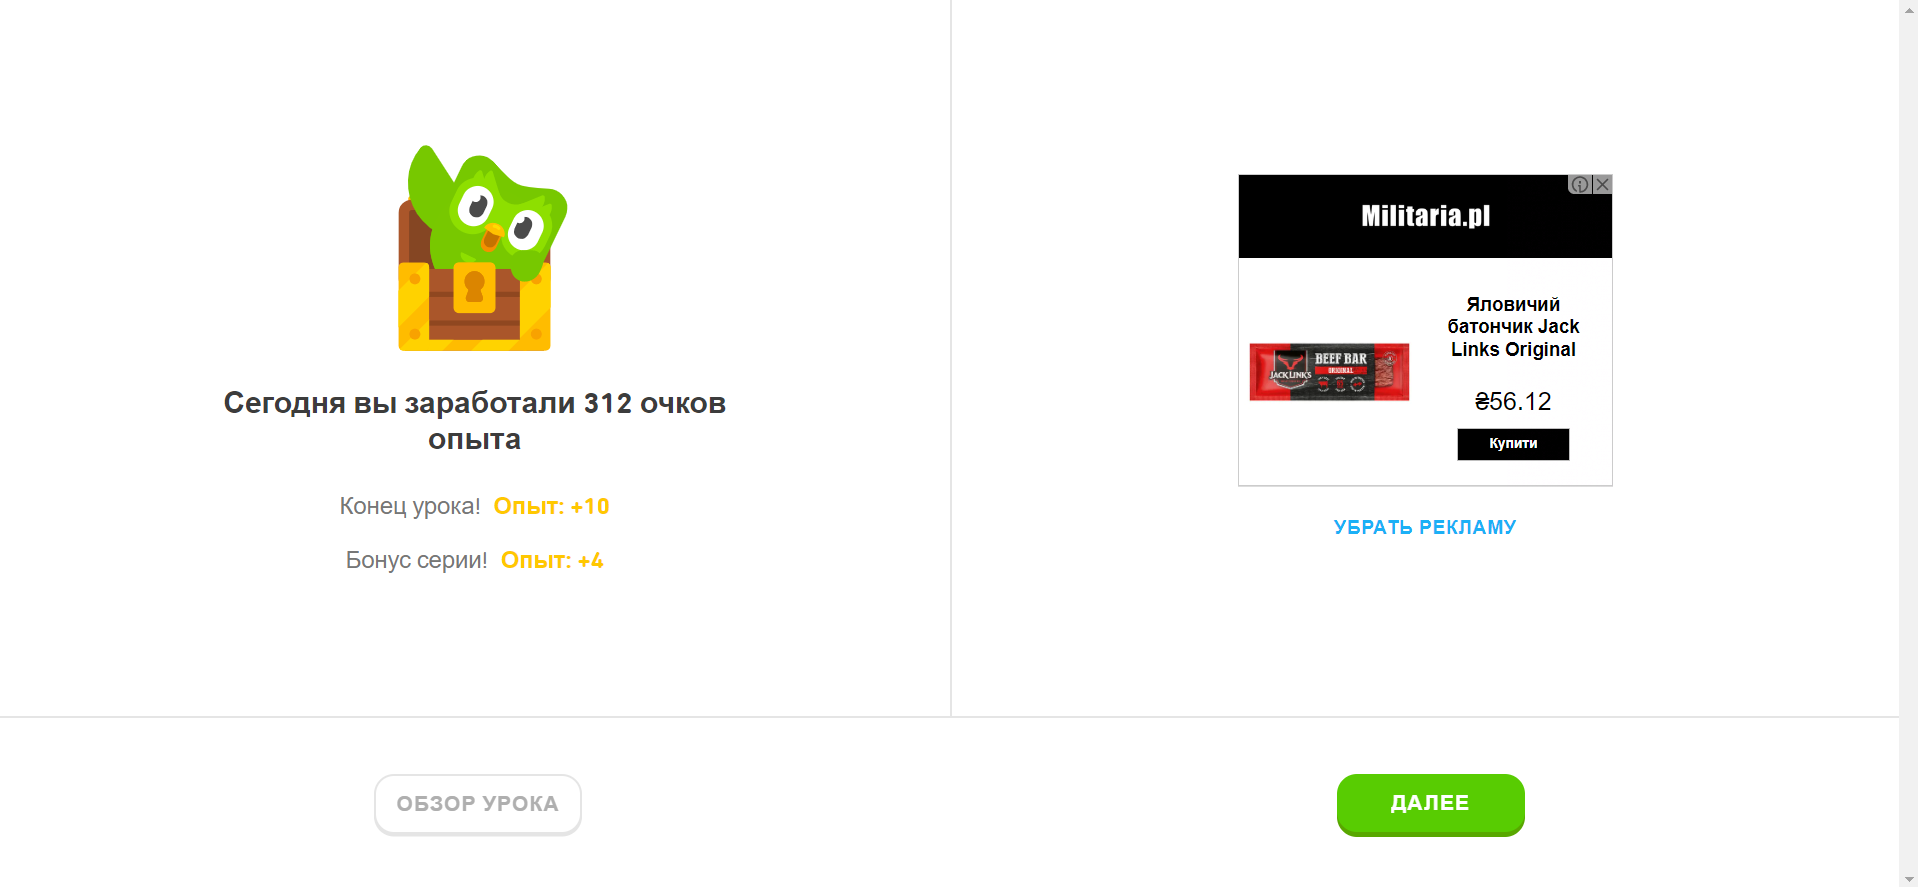 Сегодня вы заработали 312 очков
опыта
Конец урока! Опыт: +10
Бонус серии! Опыт: +4
Militaria.pl
Яловичий
батончик Jack
Links Original
₴56.12
Купити
JACK LINK'S
BEEF BAR
ORIGINAL
УБРАТЬ РЕКЛАМУ
ОБЗОР УРОКА
ДАЛЕЕ